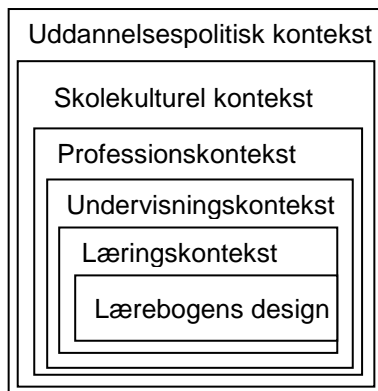 Uddannelsespolitisk kontekst
Skolekulturel kontekst
Professionskontekst
Undervisningskontekst
Læringskontekst
Lærebogens design